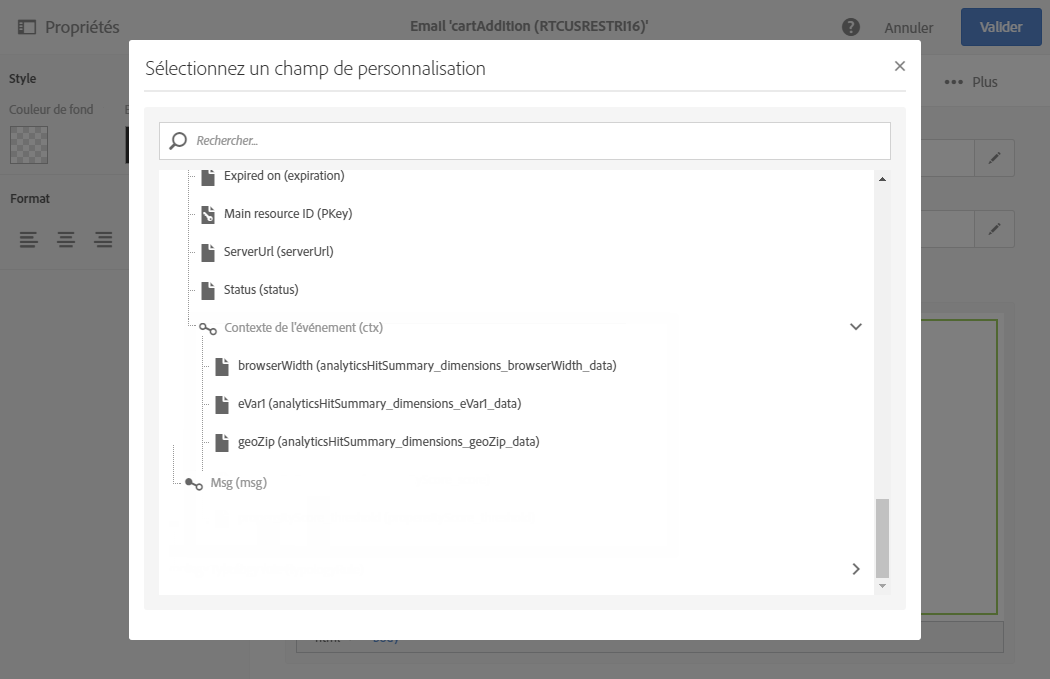 Propriétés
Email 'cartAddition (RTCUSRESTRI16)'
Annuler
Valider
Style
Couleur de fond
Plus
Format
Sélectionnez un champ de personnalisation
Rechercher...
Expired on (expiration)
Main resource ID (PKey)
ServerUrl (serverUrl)
Status (status)
Contexte de l'événement (ctx)
browserWidth (analyticsHitSummary_dimensions_browserWidth_data)
eVar1 (analyticsHitSummary_dimensions_eVar1_data)
geoZip (analyticsHitSummary_dimensions_geoZip_data)
Msg (msg)